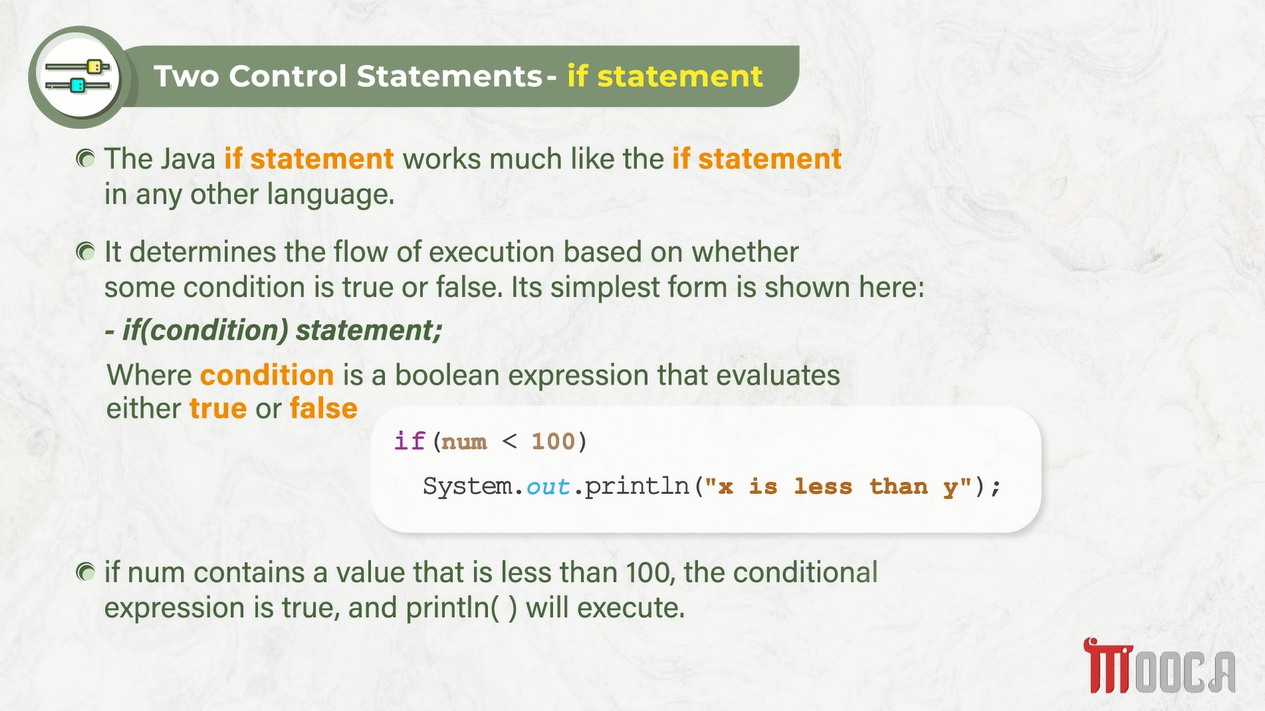 Two Control Statements- if statement
The Java if statement works much like the if statement
in any other language.
It determines the flow of execution based on whether
some condition is true or false. Its simplest form is shown here:
- if(condition) statement;
Where condition is a boolean expression that evaluates
either true or false
if(num < 100)
System.out.println("x is less than y");
if num contains a value that is less than 100, the conditional
expression is true, and println( ) will execute.
MOOCA